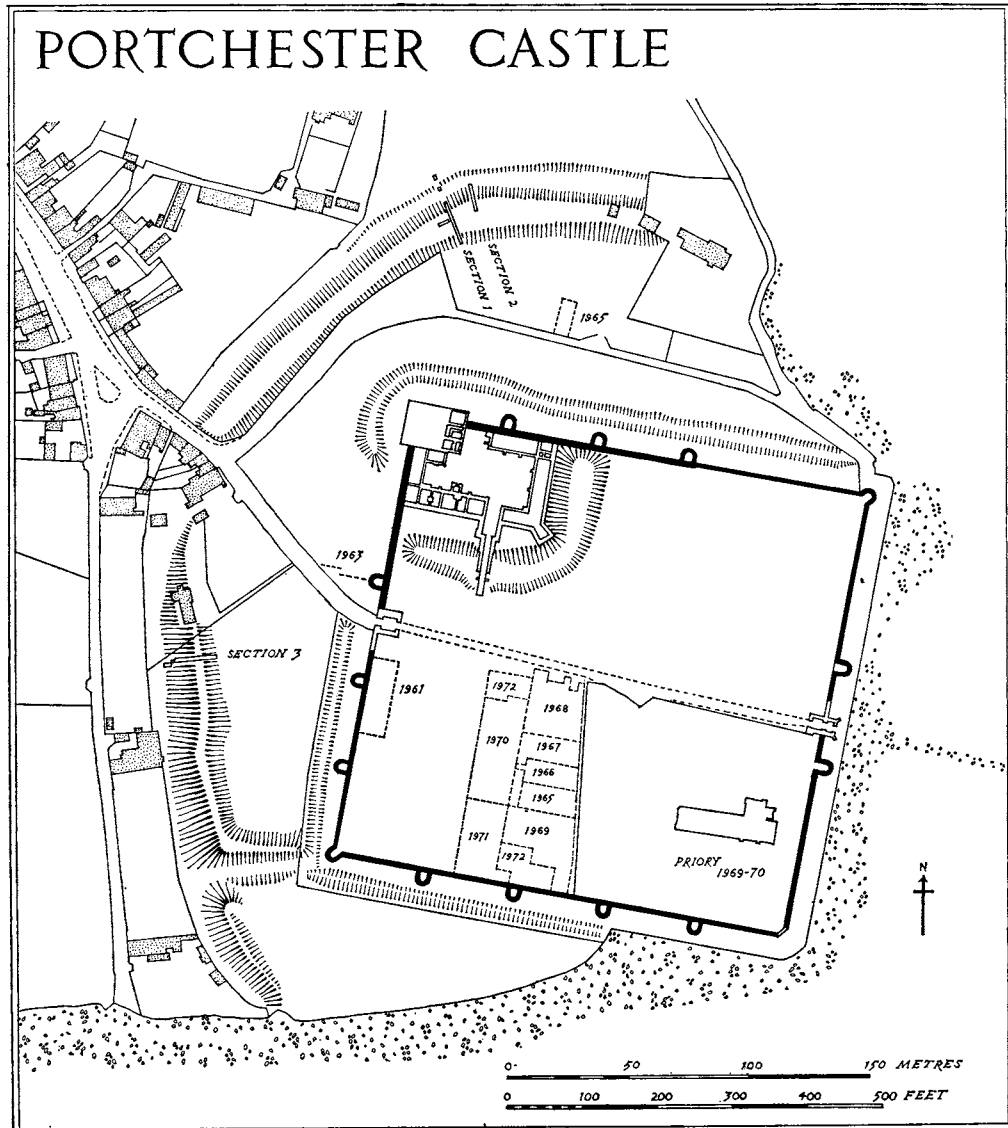 PORTCHESTER CASTLE
SECTION 2
SECTION 1
1965
1963
SECTION 3
1961
1972
1968
1970
1967
1966
1965
1971
1969
1972
PRIORY 1969-70
N
0 50 100 150 METRES
0 100 200 300 400 500 FEET